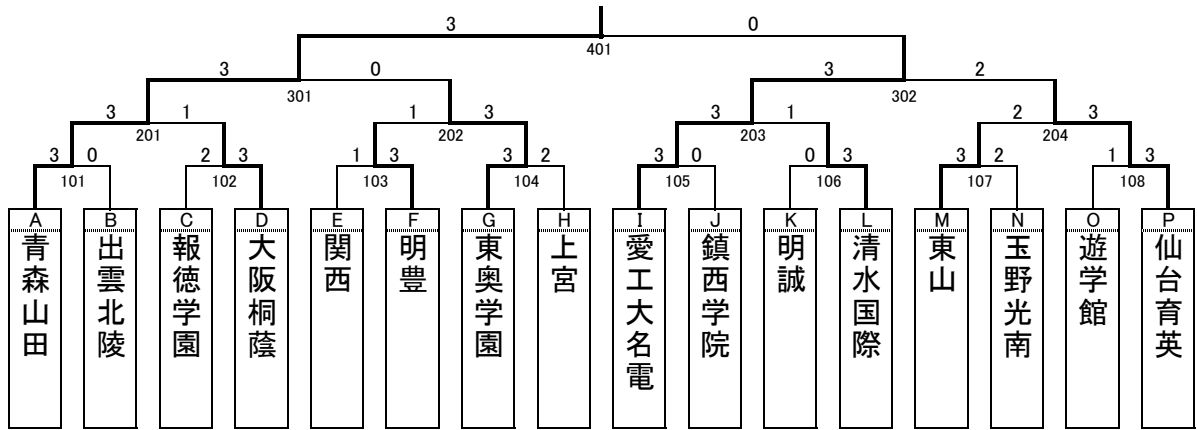 3 0
401
3 0 3 2
301 302
3 1 1 3 3 1 2 3
201 202 203 204
3 0 2 3 1 3 3 2 3 0 0 3 3 2 1 3
101 102 103 104 105 106 107 108
A B C D E F G H I J K L M N O P
青森山田
出雲北陵
報徳学園
大阪桐蔭
関西
明豊
東奥学園
上宮
愛工大名電
鎮西学院
明誠
清水国際
東山
玉野光南
遊学館
仙台育英